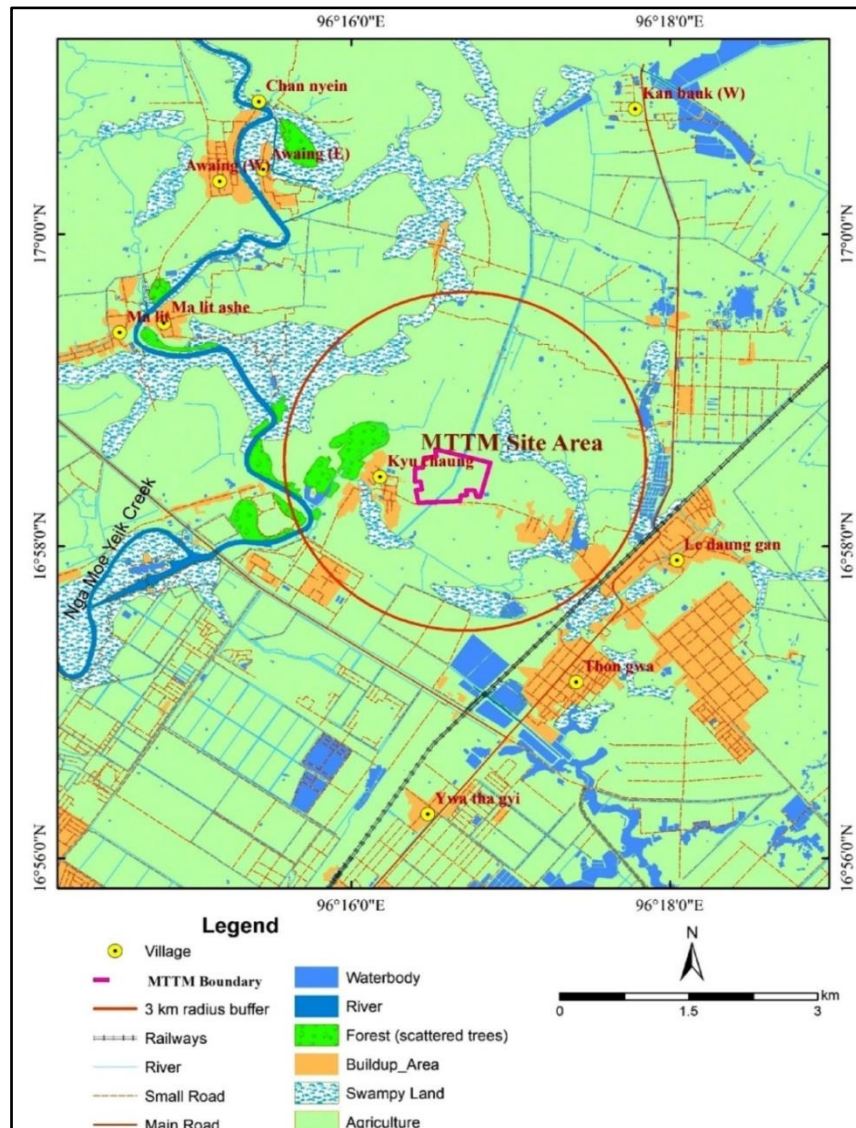 96°16'0"E
96°18'0"E
Chan nyein
Kan bauk (W)
Awaing (E)
Awaing (W)
17°0'0"N
17°0'0"N
Ma lit ashe
Ma lit
MTTM Site Area
Kyu chaung
Nga Moe Yeik Creek
16°58'0"N
16°58'0"N
Le daung gan
Thon gwa
Ywa tha gyi
16°56'0"N
16°56'0"N
96°16'0"E
96°18'0"E
Legend
Village
MTTM Boundary
3 km radius buffer
Railways
River
Small Road
Main Road
Waterbody
River
Forest (scattered trees)
Buildup_Area
Swampy Land
Agriculture
N
km
0 1.5 3